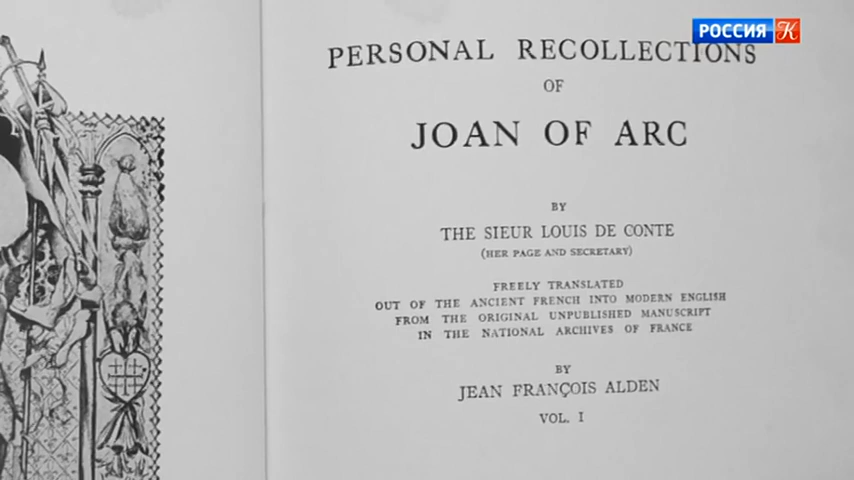 РОССИЯ К
PERSONAL RECOLLECTIONS
OF
JOAN OF ARC
BY
THE SIEUR LOUIS DE CONTE
(HER PAGE AND SECRETARY)
FREELY TRANSLATED
OUT OF THE ANCIENT FRENCH INTO MODERN ENGLISH
FROM THE ORIGINAL UNPUBLISHED MANUSCRIPT
IN THE NATIONAL ARCHIVES OF FRANCE
BY
JEAN FRANÇOIS ALDEN
VOL. I